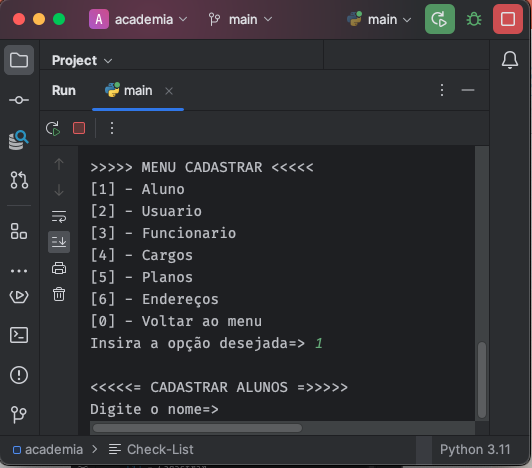 A academia main main
Project
Run main
>>>>> MENU CADASTRAR <<<<<
[1] - Aluno
[2] - Usuario
[3] - Funcionario
[4] - Cargos
[5] - Planos
[6] - Endereços
[0] - Voltar ao menu
Insira a opção desejada=> 1
<<<<<= CADASTRAR ALUNOS =>>>>>
Digite o nome=>
academia > Check-List Python 3.11